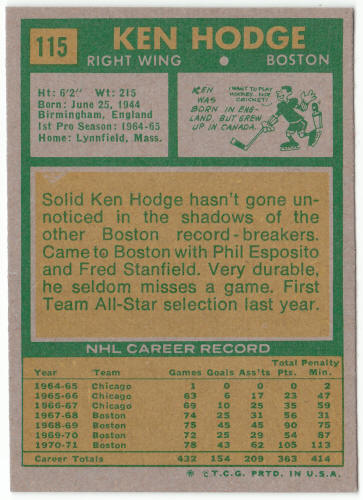 115
KEN HODGE
RIGHT WING • BOSTON
Ht: 6'2" Wt: 215
Born: June 25, 1944
Birmingham, England
1st Pro Season: 1964-65
Home: Lynnfield, Mass.
KEN
WAS
BORN IN ENG-
LAND, BUT GREW
UP IN CANADA.
I WANT TO PLAY
HOCKEY NOT
CRICKET!
Solid Ken Hodge hasn't gone un-
noticed in the shadows of the
other Boston record-breakers.
Came to Boston with Phil Esposito
and Fred Stanfield. Very durable,
he seldom misses a game. First
Team All-Star selection last year.
NHL CAREER RECORD
Total Penalty
Year Team Games Goals Ass'ts Pts. Min.
1964-65 Chicago 1 0 0 0 2
1965-66 Chicago 63 6 17 23 47
1966-67 Chicago 69 10 25 35 59
1967-68 Boston 74 25 31 56 31
1968-69 Boston 75 45 45 90 75
1969-70 Boston 72 25 29 54 87
1970-71 Boston 78 43 62 105 113
Career Totals 432 154 209 363 414
* © T.C.G. PRTD. IN U.S.A.